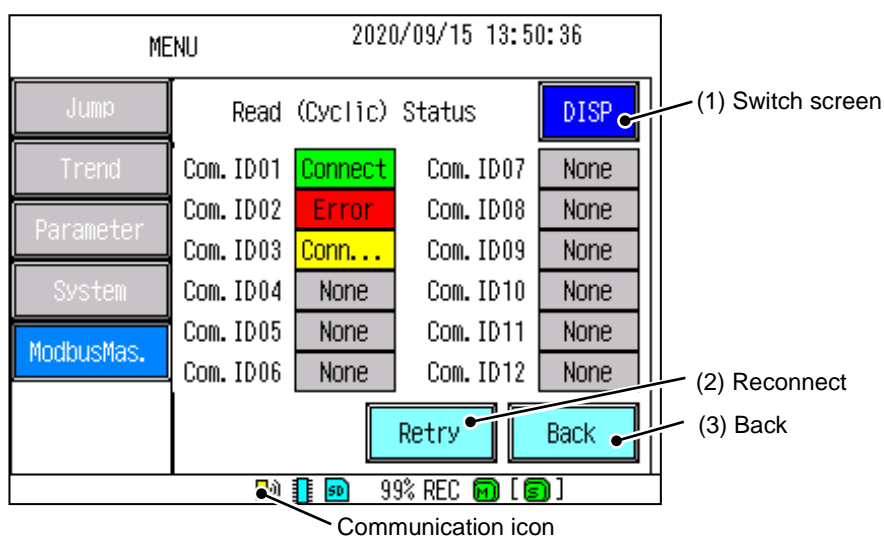 MENU 2020/09/15 13:50:36
Jump
Trend
Parameter
System
ModbusMas.
Read (Cyclic) Status DISP
Com. ID01 Connect Com. ID07 None
Com. ID02 Error Com. ID08 None
Com. ID03 Conn... Com. ID09 None
Com. ID04 None Com. ID10 None
Com. ID05 None Com. ID11 None
Com. ID06 None Com. ID12 None
Retry Back
SD 99% REC M [S]
(1) Switch screen
(2) Reconnect
(3) Back
Communication icon